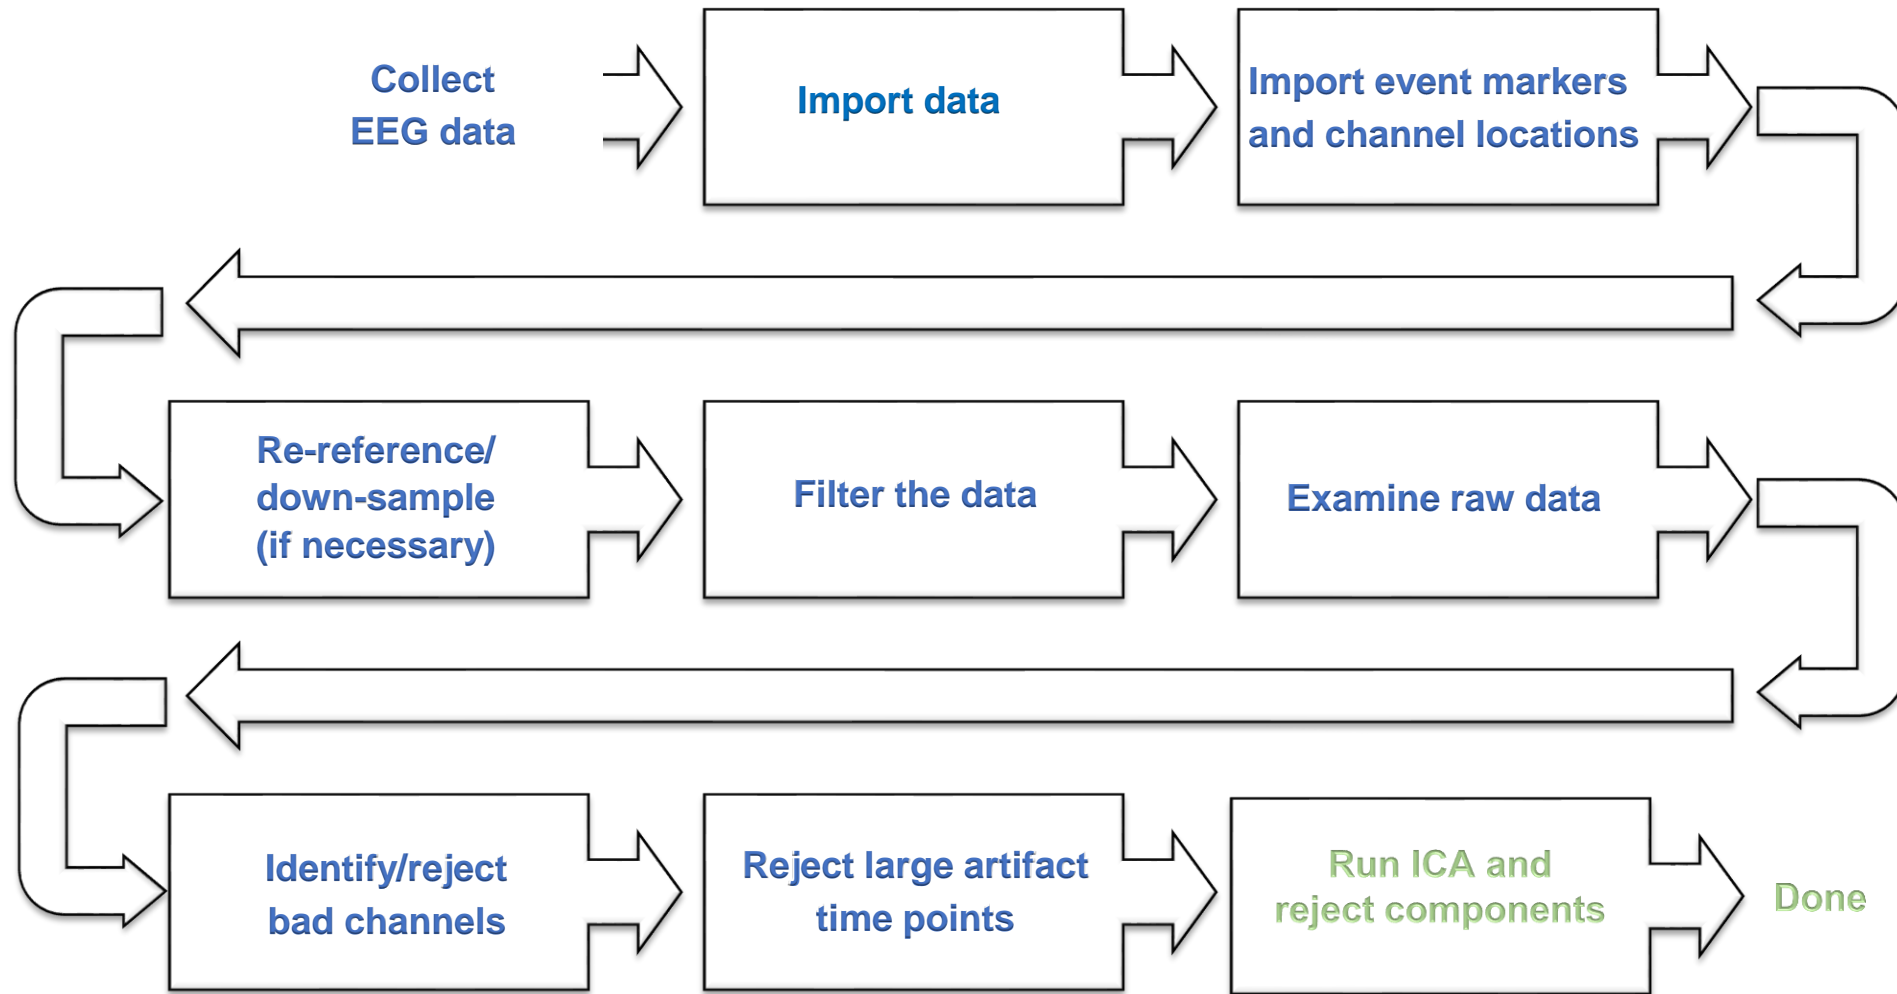 Collect
EEG data
Import data
Import event markers
and channel locations
Re-reference/
down-sample
(if necessary)
Filter the data
Examine raw data
Identify/reject
bad channels
Reject large artifact
time points
Run ICA and
reject components
Done